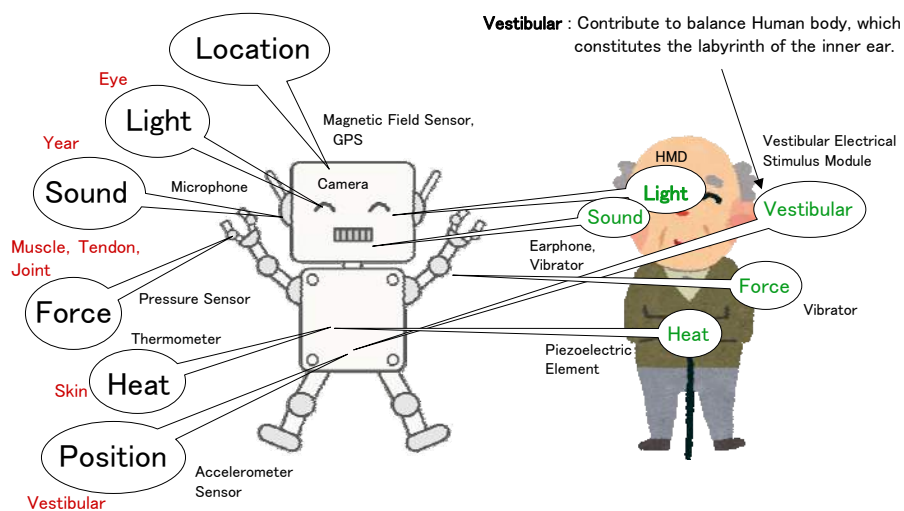 Vestibular : Contribute to balance Human body, which
constitutes the labyrinth of the inner ear.
Location
Eye
Light
Magnetic Field Sensor,
GPS
Year
Sound
Microphone
Camera
HMD
Light
Sound
Vestibular Electrical
Stimulus Module
Vestibular
Muscle, Tendon,
Joint
Force
Pressure Sensor
Earphone,
Vibrator
Force
Vibrator
Thermometer
Heat
Skin
Piezoelectric
Element
Heat
Position
Accelerometer
Sensor
Vestibular